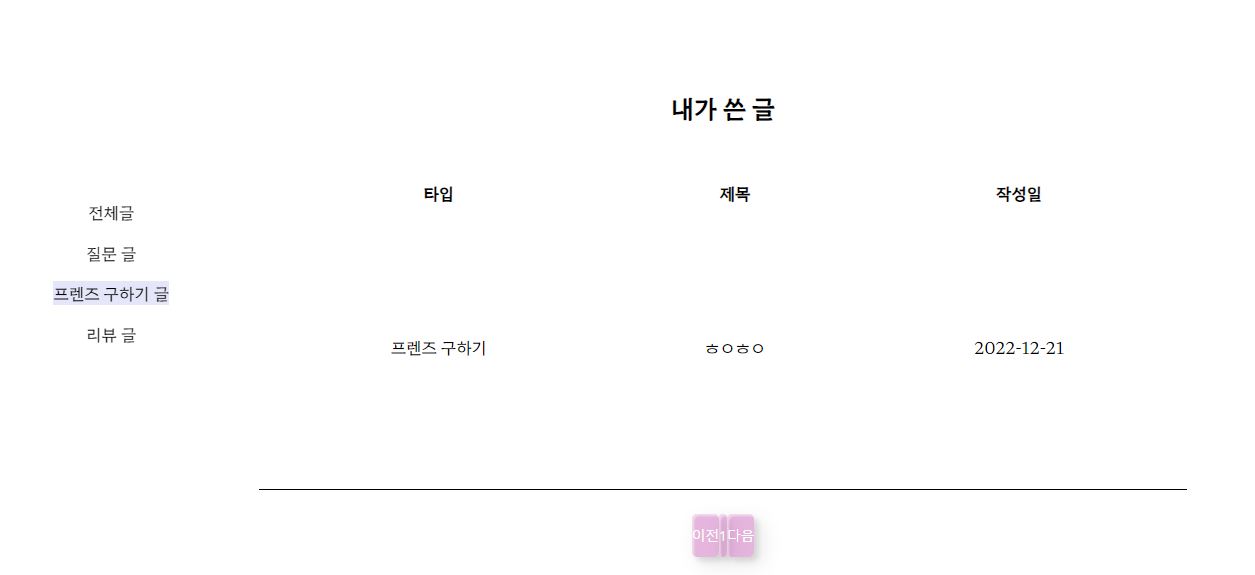 내가 쓴 글
전체글
질문 글
프렌즈 구하기 글
리뷰 글
타입 제목 작성일
프렌즈 구하기 ㅎㅇㅎㅇ 2022-12-21
이전 1 다음